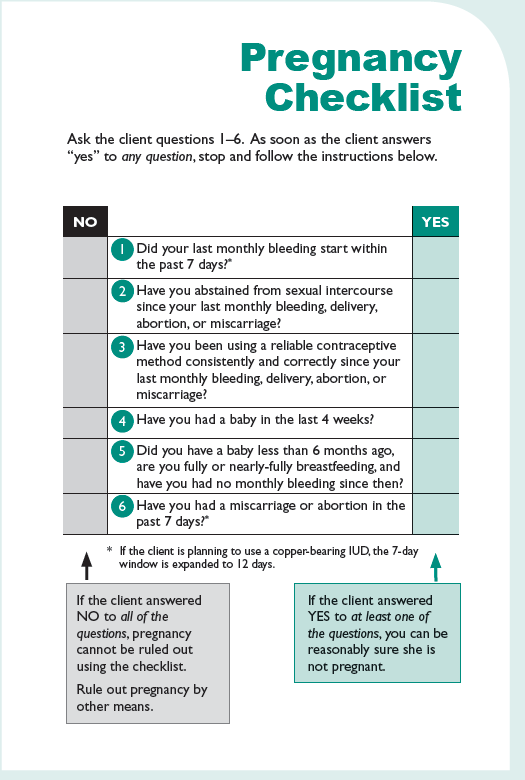 Pregnancy
Checklist
Ask the client questions 1–6. As soon as the client answers
“yes” to any question, stop and follow the instructions below.
NO
YES
1 Did your last monthly bleeding start within
the past 7 days?*
2 Have you abstained from sexual intercourse
since your last monthly bleeding, delivery,
abortion, or miscarriage?
3 Have you been using a reliable contraceptive
method consistently and correctly since your
last monthly bleeding, delivery, abortion, or
miscarriage?
4 Have you had a baby in the last 4 weeks?
5 Did you have a baby less than 6 months ago,
are you fully or nearly-fully breastfeeding, and
have you had no monthly bleeding since then?
6 Have you had a miscarriage or abortion in the
past 7 days?*
* If the client is planning to use a copper-bearing IUD, the 7-day
window is expanded to 12 days.
If the client answered
NO to all of the
questions, pregnancy
cannot be ruled out
using the checklist.
Rule out pregnancy by
other means.
If the client answered
YES to at least one of
the questions, you can be
reasonably sure she is
not pregnant.